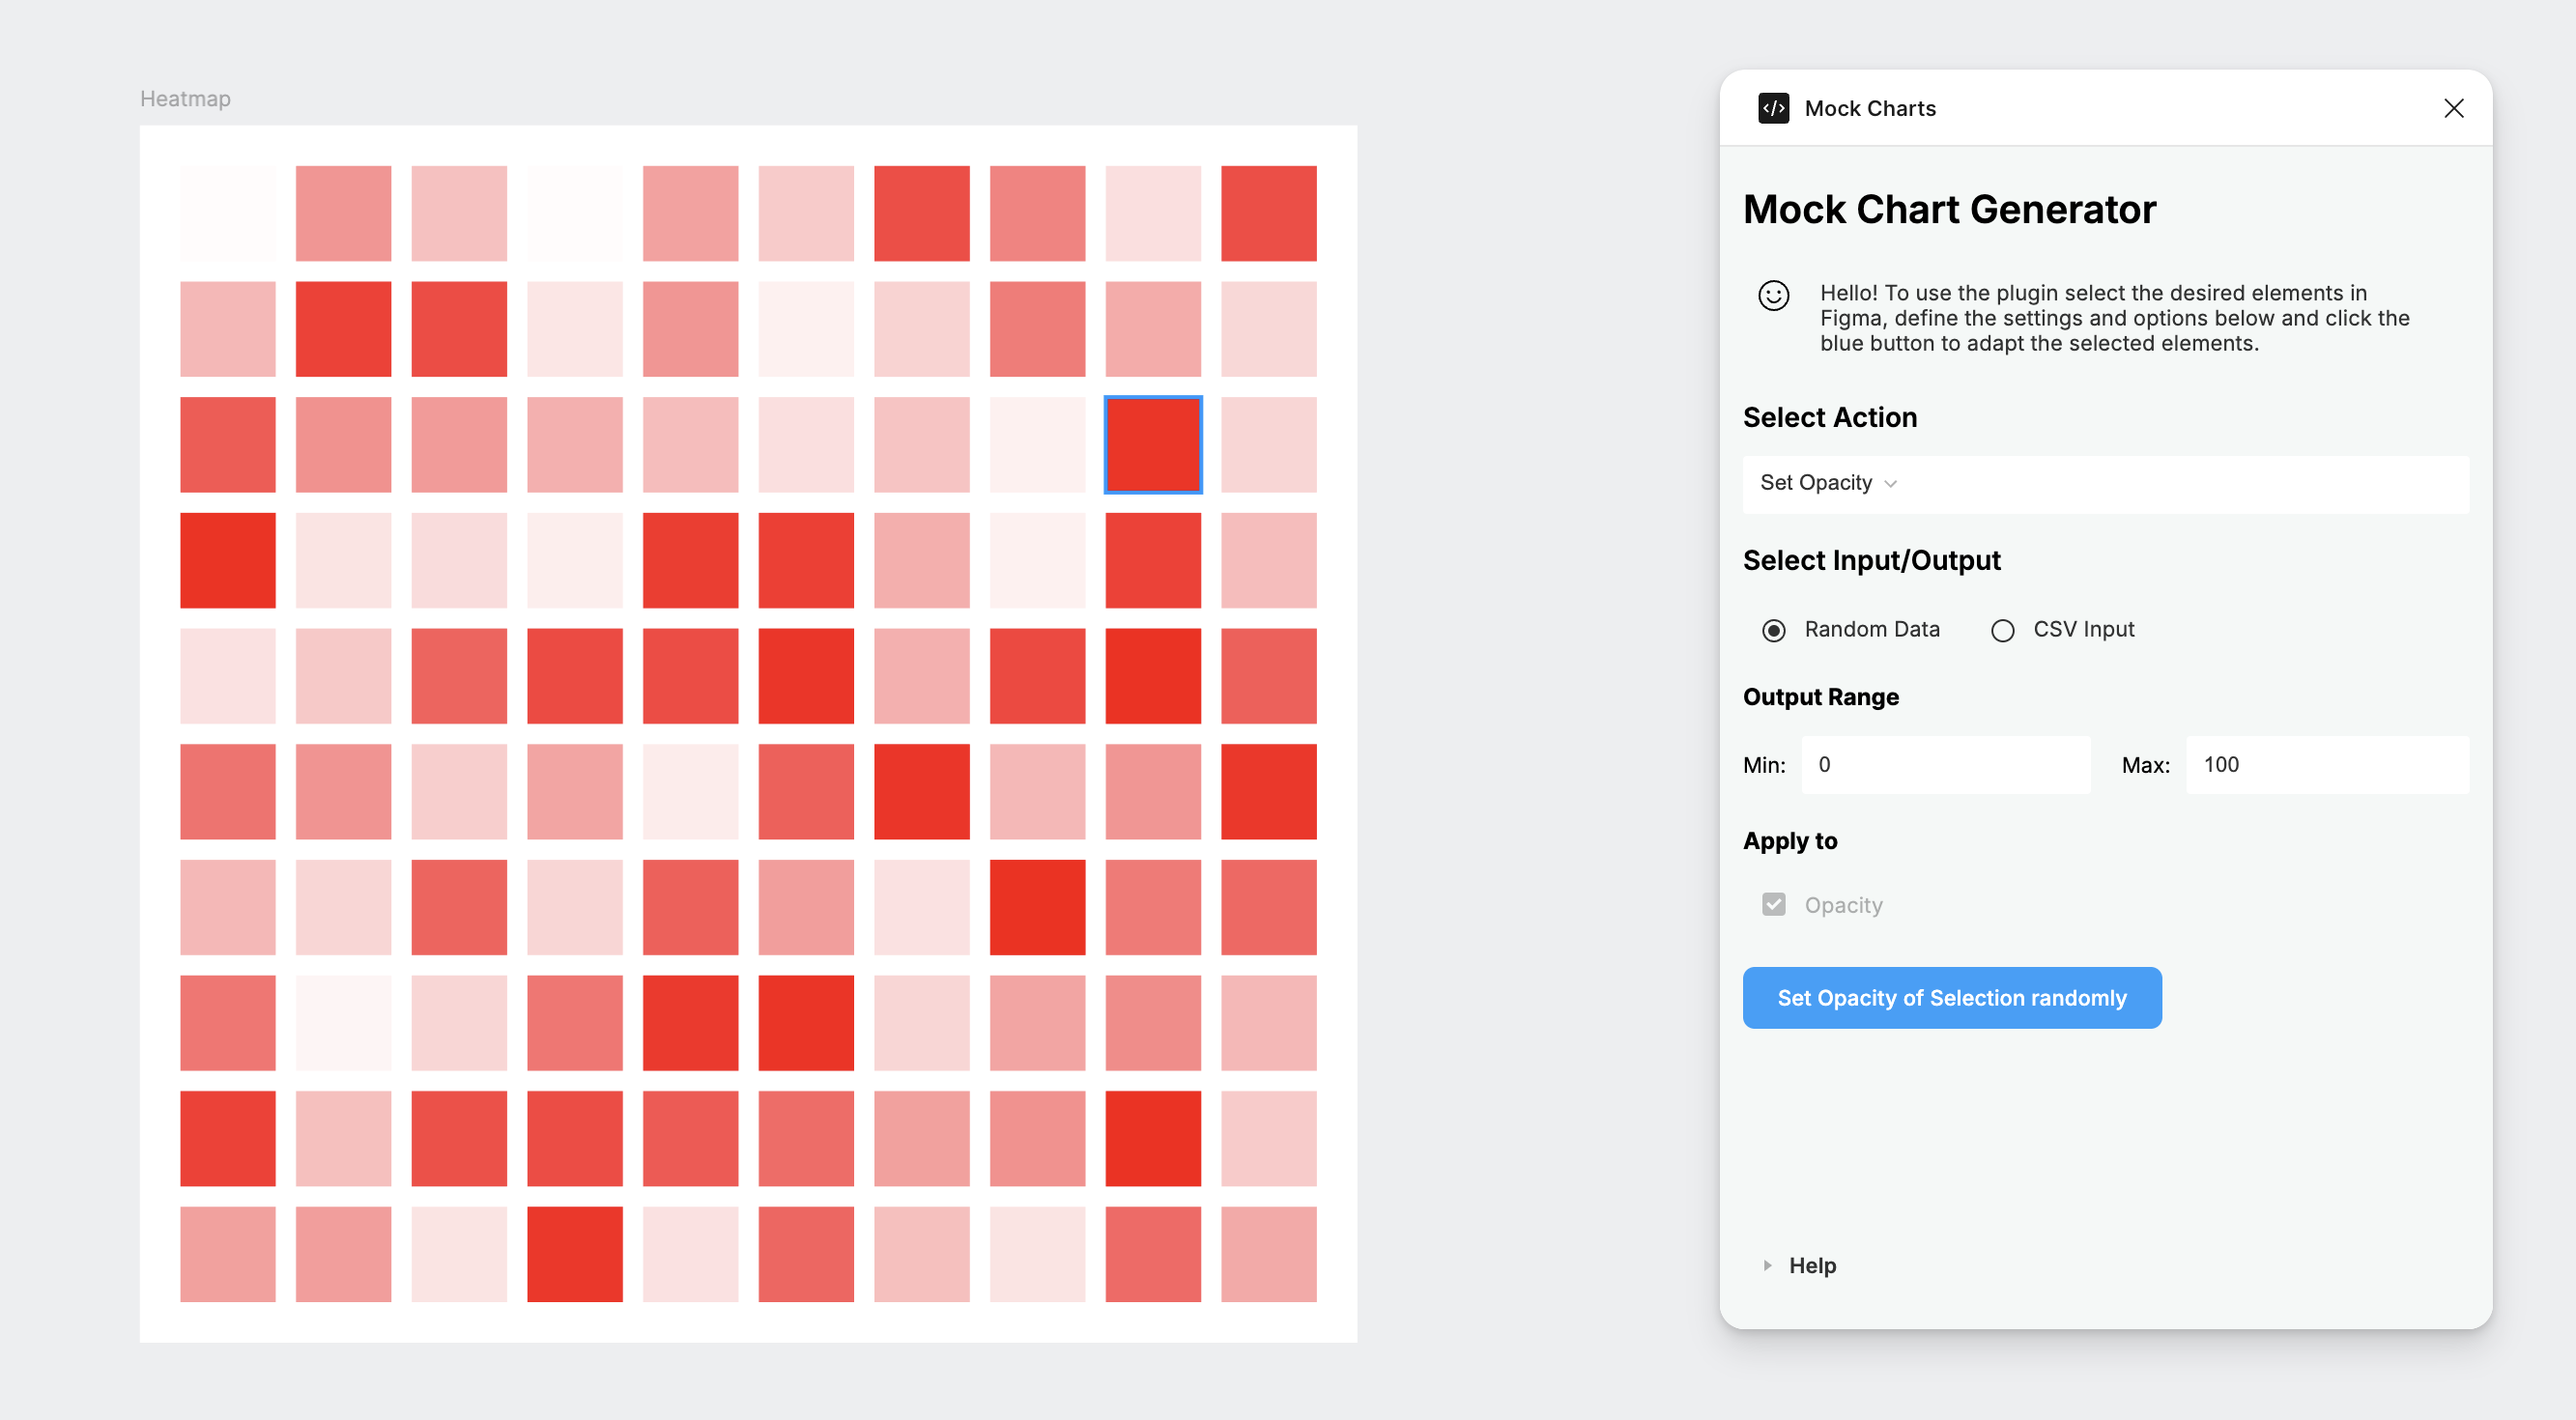 Heatmap
Mock Charts
Mock Chart Generator
Hello! To use the plugin select the desired elements in
Figma, define the settings and options below and click the
blue button to adapt the selected elements.
Select Action
Set Opacity
Select Input/Output
Random Data
CSV Input
Output Range
Min: 0
Max: 100
Apply to
Opacity
Set Opacity of Selection randomly
Help